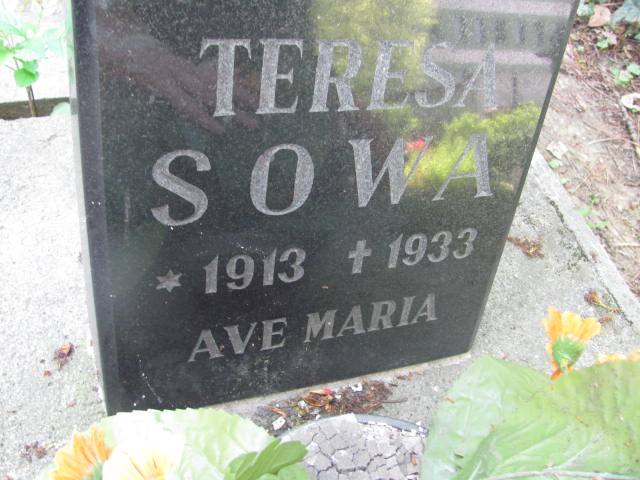 TERESA
SOWA
* 1913 † 1933
AVE MARIA